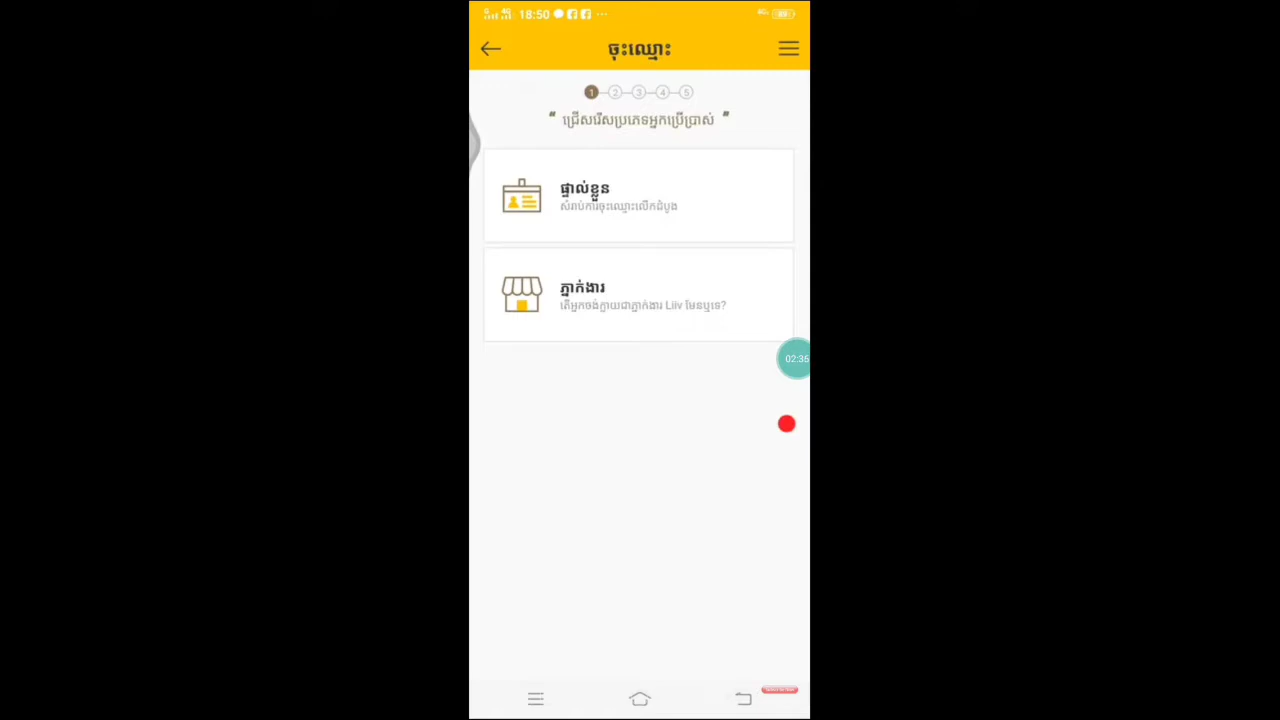 18:50
ចុះឈ្មោះ
1 2 3 4 5
“ ជ្រើសរើសប្រភេទអ្នកប្រើប្រាស់ ”
ផ្ទាល់ខ្លួន
សំរាប់ការចុះឈ្មោះលើកដំបូង
ភ្នាក់ងារ
តើអ្នកចង់ក្លាយជាភ្នាក់ងារ Liiv មែនឬទេ?
02:35